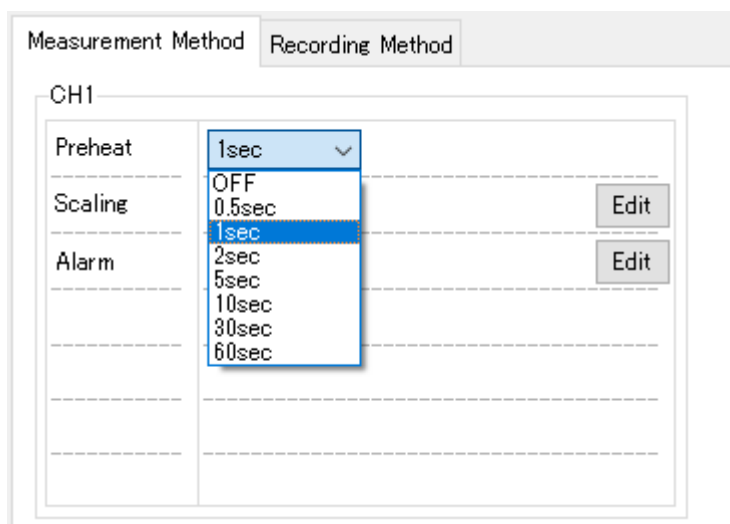 Measurement Method
Recording Method
CH1
Preheat
1sec
OFF
0.5sec
1sec
2sec
5sec
10sec
30sec
60sec
Scaling
Edit
Alarm
Edit